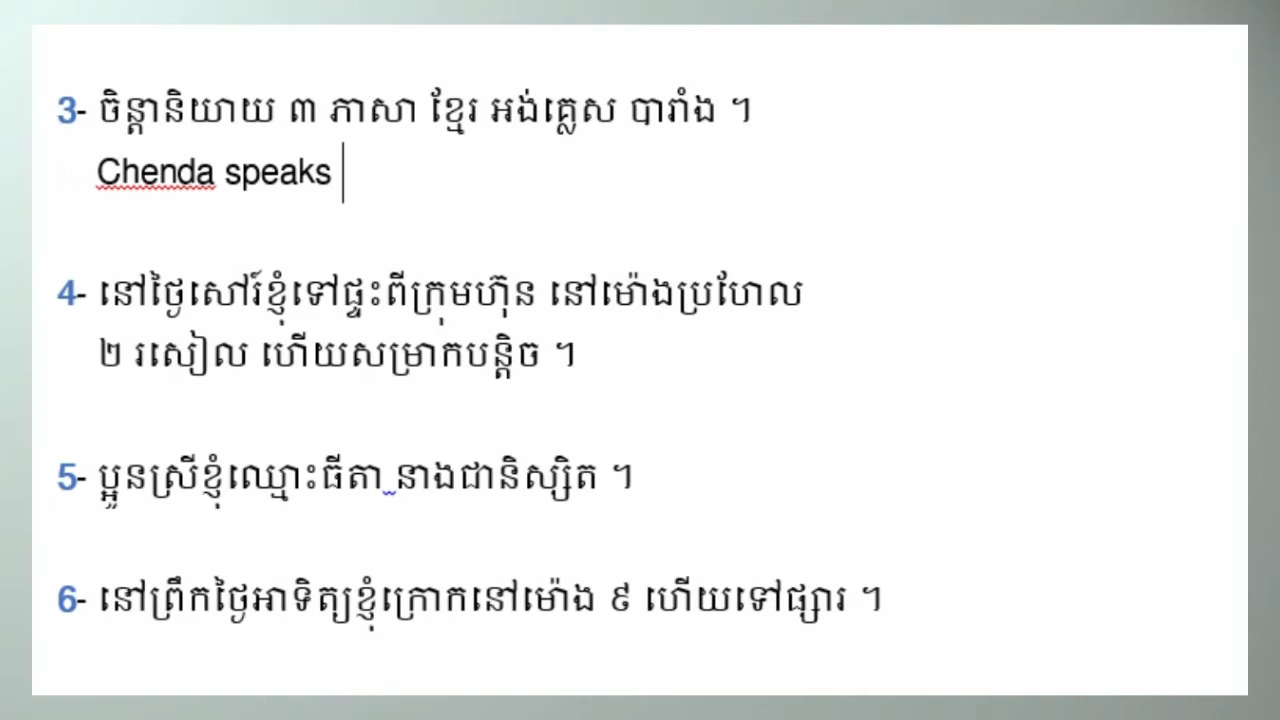 3- ចិន្តានិយាយ ៣ ភាសា ខ្មែរ អង់គ្លេស បារាំង ។
Chenda speaks
4- នៅថ្ងៃសៅរ៍ខ្ញុំទៅផ្ទះពីក្រុមហ៊ុន នៅម៉ោងប្រហែល
២ រសៀល ហើយសម្រាកបន្តិច ។
5- ប្អូនស្រីខ្ញុំឈ្មោះធីតា នាងជានិស្សិត ។
6- នៅព្រឹកថ្ងៃអាទិត្យខ្ញុំក្រោកនៅម៉ោង ៩ ហើយទៅផ្សារ ។